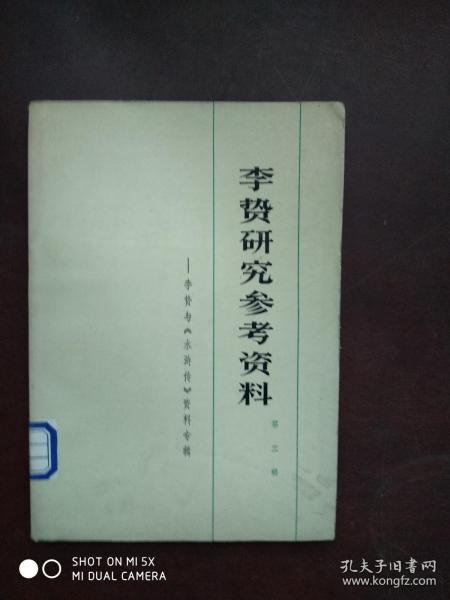 李贽研究参考资料
第三辑
——李贽与《水浒传》资料专辑
SHOT ON MI 5X
MI DUAL CAMERA
孔夫子旧书网
www.kongfz.com